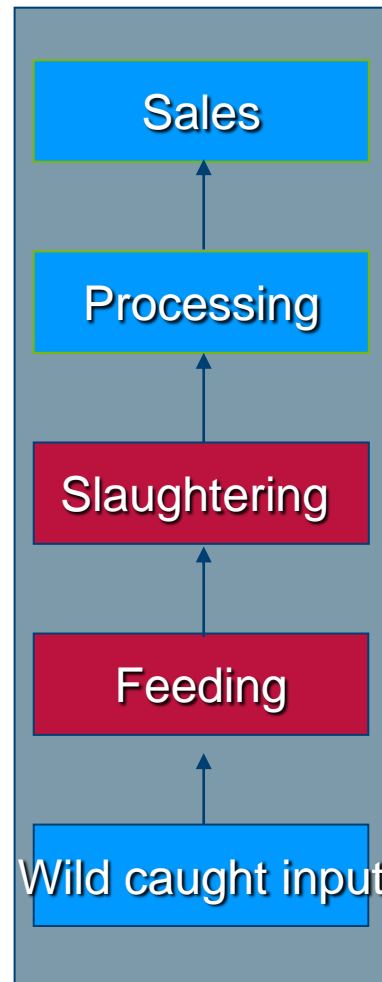 Sales
Processing
Slaughtering
Feeding
Wild caught input